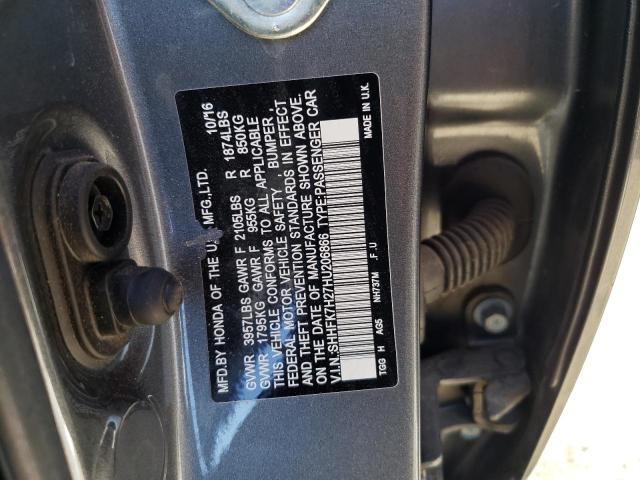 MFD.BY HONDA OF THE U.K. MFG.,LTD. 10/16
GVWR 3957LBS GAWR F 2105LBS R 1874LBS
GVWR 1795KG GAWR F 955KG R 850KG
THIS VEHICLE CONFORMS TO ALL APPLICABLE
FEDERAL MOTOR VEHICLE SAFETY , BUMPER ,
AND THEFT PREVENTION STANDARDS IN EFFECT
ON THE DATE OF MANUFACTURE SHOWN ABOVE.
V.I.N.:SHHFK7H27HU206866 TYPE:PASSENGER CAR
TGG H AG5 NH737M .F.U MADE IN U.K.